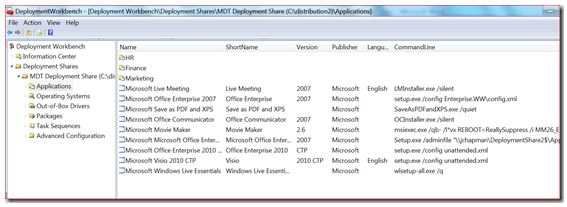 DeploymentWorkbench - [Deployment Workbench\Deployment Shares\MDT Deployment Share (C:\distribution2)\Applications]
File Action View Help
Deployment Workbench
Information Center
Deployment Shares
MDT Deployment Share (C:\dis
Applications
Operating Systems
Out-of-Box Drivers
Packages
Task Sequences
Advanced Configuration
Name ShortName Version Publisher Langu... CommandLine
HR
Finance
Marketing
Microsoft Live Meeting Live Meeting 2007 Microsoft English LMInstaller.exe /silent
Microsoft Office Enterprise 2007 Office Enterprise 2007 Microsoft setup.exe /config Enterprise.WW\config.xml
Microsoft Save as PDF and XPS Save as PDF and XPS Microsoft SaveAsPDFandXPS.exe /quiet
Microsoft Office Communicator Office Communicator 2007 Microsoft OCInstaller.exe /silent
Microsoft Movie Maker Movie Maker 2.6 Microsoft msiexec.exe /qb- /l*vx REBOOT=ReallySuppress /i MM26_E
Microsoft Microsoft Office Enter... Office Enterprise 2007 Microsoft Setup.exe /adminfile "\\jchapman\DeploymentShare2$\App
Microsoft Office Enterprise 2010 ... Office Enterprise 2010 CTP Microsoft setup.exe /config unattended.xml
Microsoft Visio 2010 CTP Visio 2010 CTP Microsoft English setup.exe /config unattended.xml
Microsoft Windows Live Essentials Windows Live Essenti... Microsoft wlsetup-all.exe /q